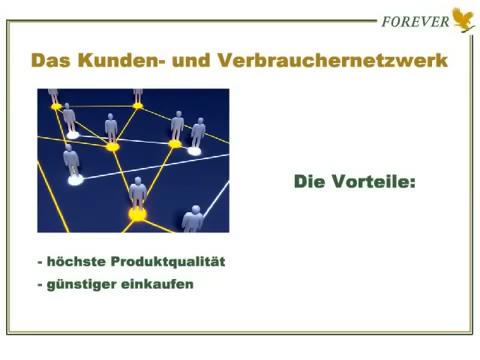 FOREVER
Das Kunden- und Verbrauchernetzwerk
Die Vorteile:
- höchste Produktqualität
- günstiger einkaufen